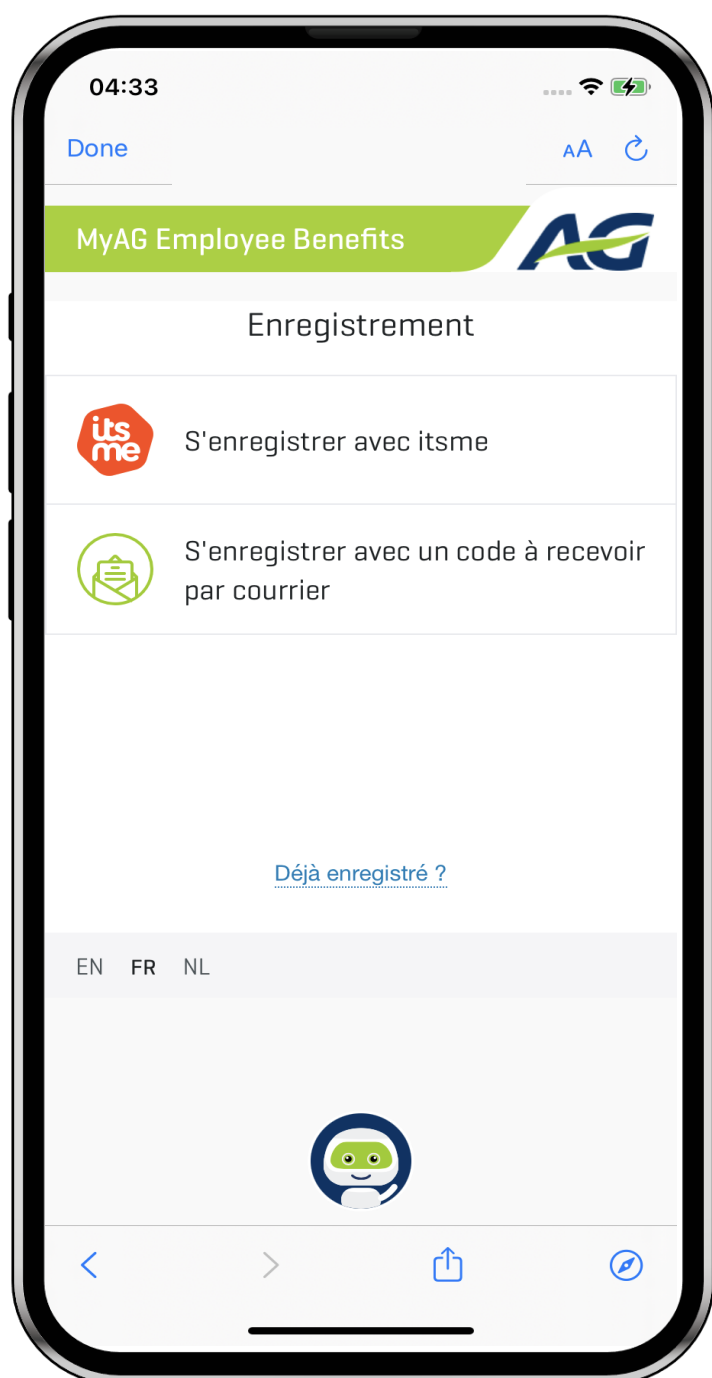 04:33
Done
AA
MyAG Employee Benefits
AG
Enregistrement
its
me
S'enregistrer avec itsme
S'enregistrer avec un code à recevoir
par courrier
Déjà enregistré ?
EN FR NL